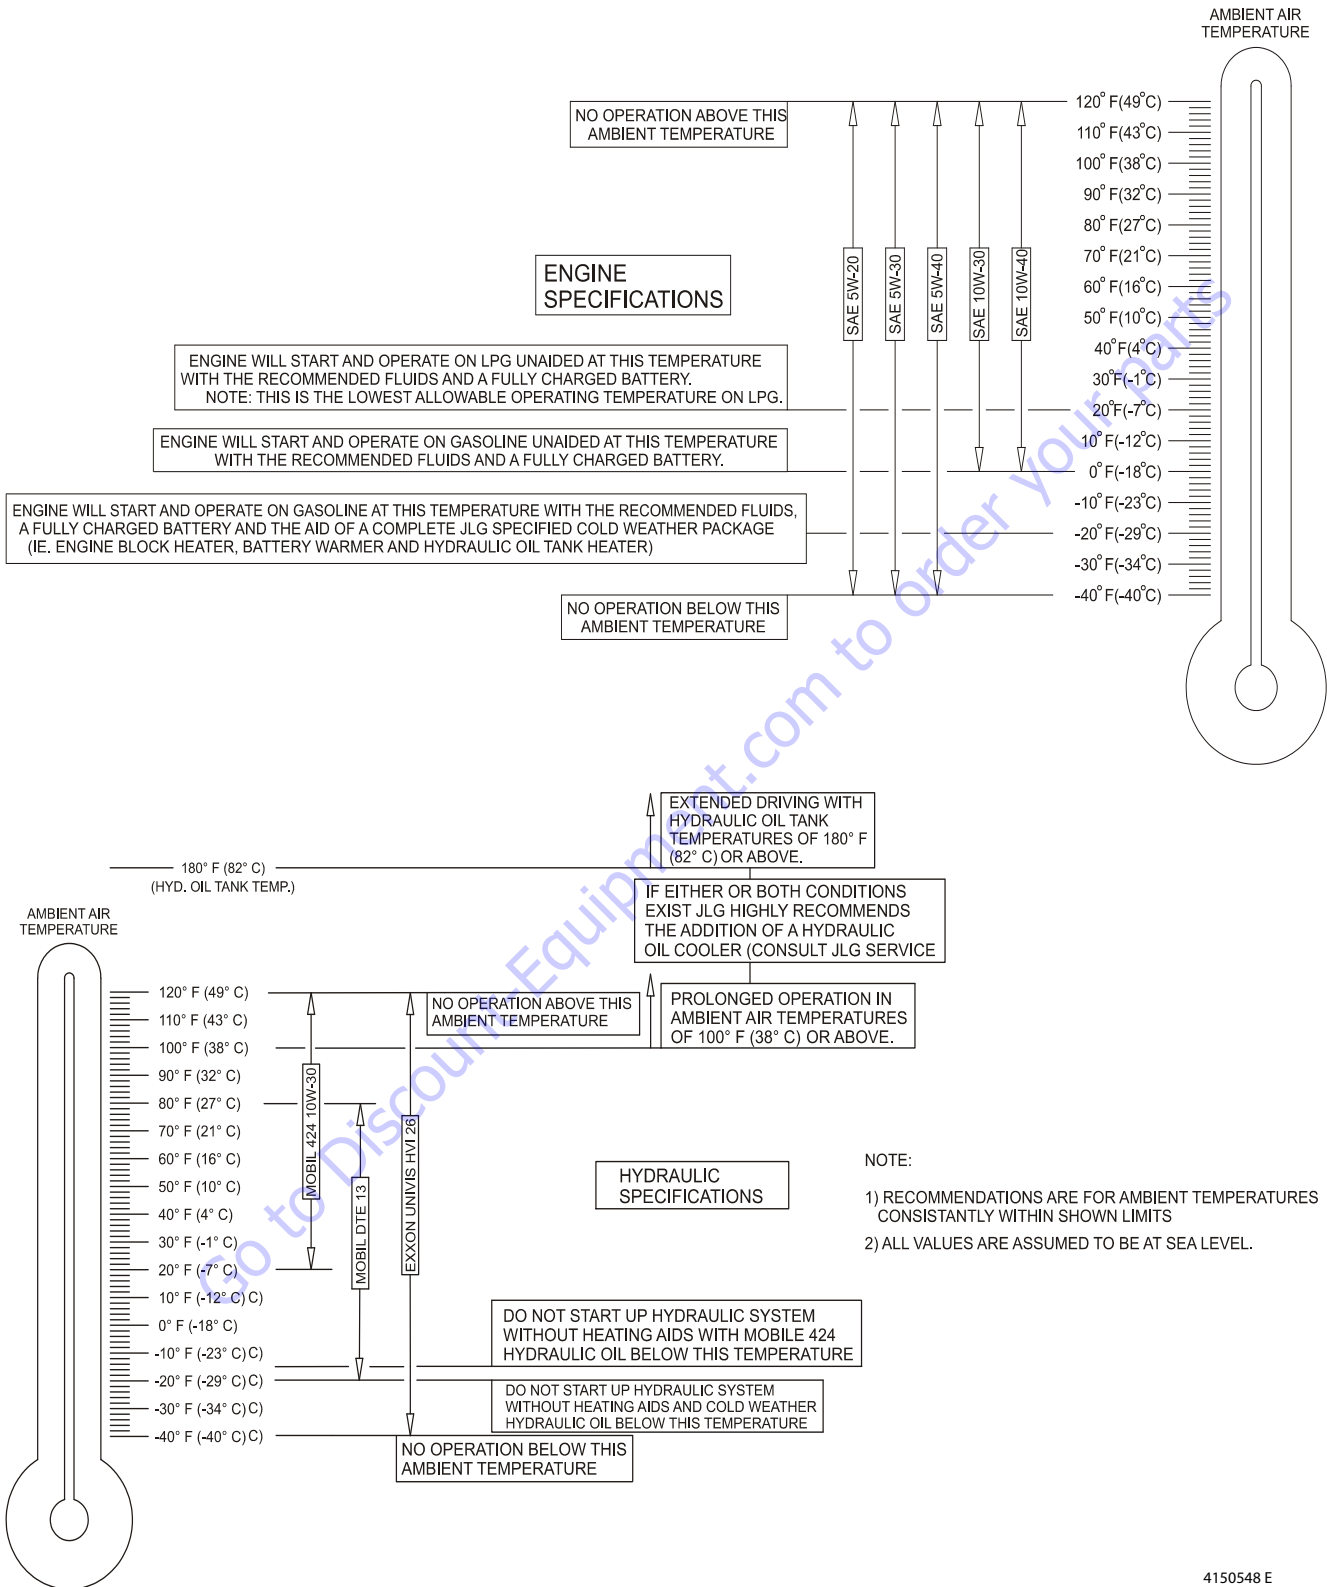 AMBIENT AIR
TEMPERATURE
NO OPERATION ABOVE THIS
AMBIENT TEMPERATURE
120° F(49°C)
110° F(43°C)
100° F(38°C)
90° F(32°C)
80° F(27°C)
70° F(21°C)
60° F(16°C)
50° F(10°C)
40°F(4°C)
30°F(-1°C)
20°F(-7°C)
10° F(-12°C)
0° F(-18°C)
-10° F(-23°C)
-20° F(-29°C)
-30° F(-34°C)
-40° F(-40°C)
SAE 5W-20
SAE 5W-30
SAE 5W-40
SAE 10W-30
SAE 10W-40
ENGINE
SPECIFICATIONS
ENGINE WILL START AND OPERATE ON LPG UNAIDED AT THIS TEMPERATURE
WITH THE RECOMMENDED FLUIDS AND A FULLY CHARGED BATTERY.
NOTE: THIS IS THE LOWEST ALLOWABLE OPERATING TEMPERATURE ON LPG.
ENGINE WILL START AND OPERATE ON GASOLINE UNAIDED AT THIS TEMPERATURE
WITH THE RECOMMENDED FLUIDS AND A FULLY CHARGED BATTERY.
ENGINE WILL START AND OPERATE ON GASOLINE AT THIS TEMPERATURE WITH THE RECOMMENDED FLUIDS,
A FULLY CHARGED BATTERY AND THE AID OF A COMPLETE JLG SPECIFIED COLD WEATHER PACKAGE
(IE. ENGINE BLOCK HEATER, BATTERY WARMER AND HYDRAULIC OIL TANK HEATER)
NO OPERATION BELOW THIS
AMBIENT TEMPERATURE
Go to Discount-Equipment.com to order your parts
EXTENDED DRIVING WITH
HYDRAULIC OIL TANK
TEMPERATURES OF 180° F
(82° C) OR ABOVE.
180° F (82° C)
(HYD. OIL TANK TEMP.)
IF EITHER OR BOTH CONDITIONS
EXIST JLG HIGHLY RECOMMENDS
THE ADDITION OF A HYDRAULIC
OIL COOLER (CONSULT JLG SERVICE
AMBIENT AIR
TEMPERATURE
120° F (49° C)
110° F (43° C)
100° F (38° C)
90° F (32° C)
80° F (27° C)
70° F (21° C)
60° F (16° C)
50° F (10° C)
40° F (4° C)
30° F (-1° C)
20° F (-7° C)
10° F (-12° C) C)
0° F (-18° C)
-10° F (-23° C) C)
-20° F (-29° C) C)
-30° F (-34° C) C)
-40° F (-40° C) C)
MOBIL 424 10W-30
MOBIL DTE 13
EXXON UNIVIS HVI 26
NO OPERATION ABOVE THIS
AMBIENT TEMPERATURE
PROLONGED OPERATION IN
AMBIENT AIR TEMPERATURES
OF 100° F (38° C) OR ABOVE.
HYDRAULIC
SPECIFICATIONS
NOTE:
1) RECOMMENDATIONS ARE FOR AMBIENT TEMPERATURES
CONSISTANTLY WITHIN SHOWN LIMITS
2) ALL VALUES ARE ASSUMED TO BE AT SEA LEVEL.
DO NOT START UP HYDRAULIC SYSTEM
WITHOUT HEATING AIDS WITH MOBILE 424
HYDRAULIC OIL BELOW THIS TEMPERATURE
DO NOT START UP HYDRAULIC SYSTEM
WITHOUT HEATING AIDS AND COLD WEATHER
HYDRAULIC OIL BELOW THIS TEMPERATURE
NO OPERATION BELOW THIS
AMBIENT TEMPERATURE
4150548 E